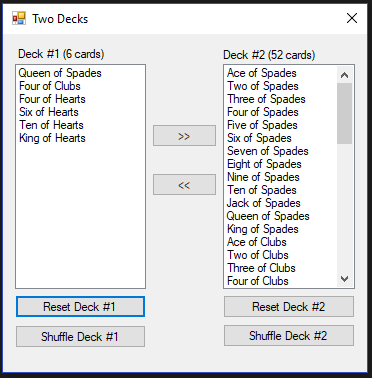 Two Decks
Deck #1 (6 cards)
Queen of Spades
Four of Clubs
Four of Hearts
Six of Hearts
Ten of Hearts
King of Hearts
Reset Deck #1
Shuffle Deck #1
>>
<<
Deck #2 (52 cards)
Ace of Spades
Two of Spades
Three of Spades
Four of Spades
Five of Spades
Six of Spades
Seven of Spades
Eight of Spades
Nine of Spades
Ten of Spades
Jack of Spades
Queen of Spades
King of Spades
Ace of Clubs
Two of Clubs
Three of Clubs
Four of Clubs
Reset Deck #2
Shuffle Deck #2